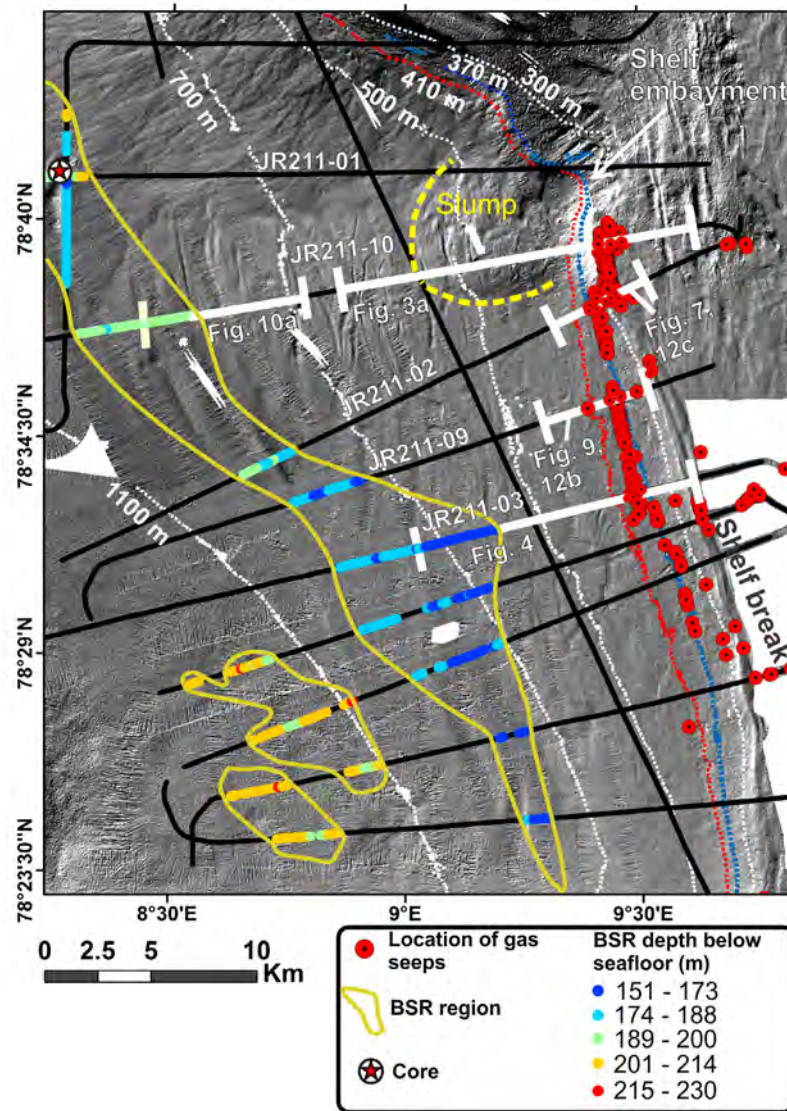 700 m
500 m
410 m
370 m
300 m
Shelf
embayment
JR211-01
Slump
78°40'N
JR211-10
Fig. 10a
Fig. 3a
Fig. 7,
12c
JR211-02
78°34'30"N
JR211-09
Fig. 9,
12b
1100 m
JR211-03
Fig. 4
Shelf break
78°29'N
78°23'30"N
8°30'E
9°E
9°30'E
0 2.5 5 10
Km
Location of gas
seeps
BSR region
Core
BSR depth below
seafloor (m)
151 - 173
174 - 188
189 - 200
201 - 214
215 - 230